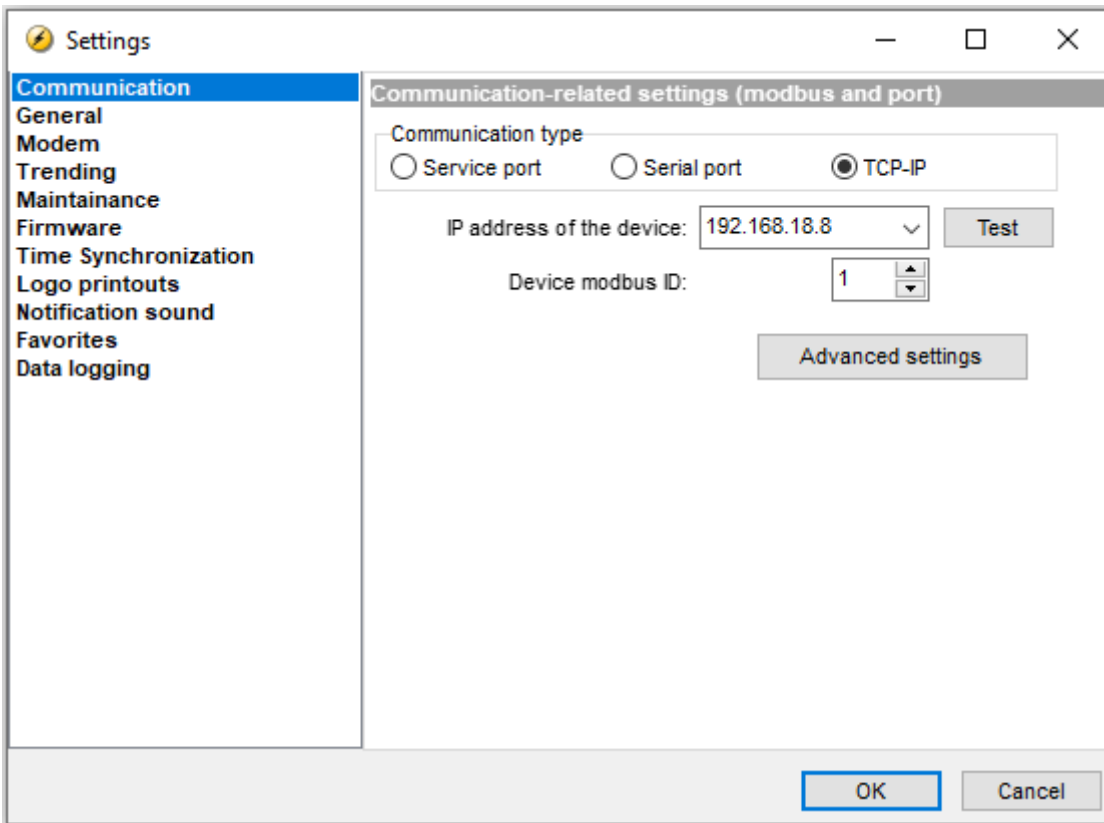 Settings
Communication
General
Modem
Trending
Maintainance
Firmware
Time Synchronization
Logo printouts
Notification sound
Favorites
Data logging
Communication-related settings (modbus and port)
Communication type
Service port Serial port TCP-IP
IP address of the device: 192.168.18.8 Test
Device modbus ID: 1
Advanced settings
OK Cancel